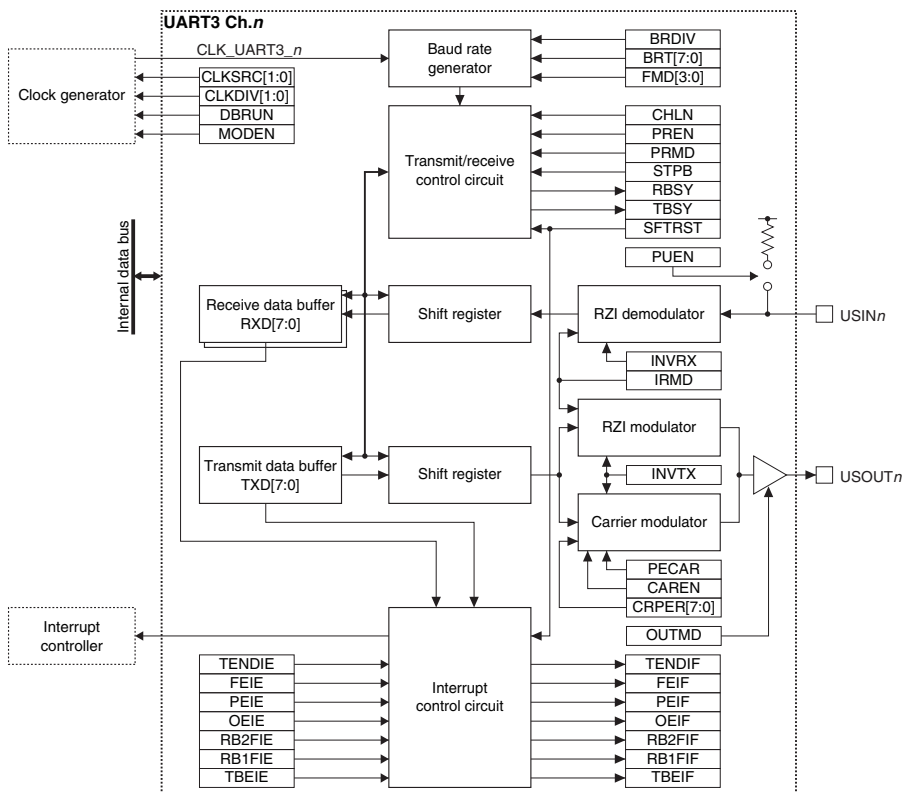 UART3 Ch.n
CLK_UART3_n
Clock generator
CLKSRC[1:0]
CLKDIV[1:0]
DBRUN
MODEN
Baud rate
generator
BRDIV
BRT[7:0]
FMD[3:0]
Transmit/receive
control circuit
CHLN
PREN
PRMD
STPB
RBSY
TBSY
SFTRST
PUEN
Internal data bus
Receive data buffer
RXD[7:0]
Shift register
RZI demodulator
USINn
INVRX
IRMD
RZI modulator
Transmit data buffer
TXD[7:0]
Shift register
INVTX
USOUTn
Carrier modulator
PECAR
CAREN
CRPER[7:0]
OUTMD
Interrupt
controller
Interrupt
control circuit
TENDIE
FEIE
PEIE
OEIE
RB2FIE
RB1FIE
TBEIE
TENDIF
FEIF
PEIF
OEIF
RB2FIF
RB1FIF
TBEIF